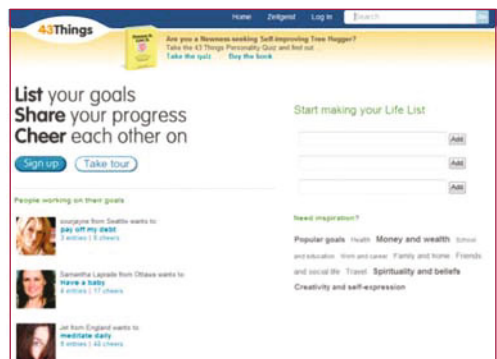 Home Zeitgeist Log in Search
43Things
Are you a Newness-seeking Self-improving Tree Hugger?
Take the 43 Things Personality Quiz and find out...
Take the quiz Buy the book
List your goals
Share your progress
Cheer each other on
Sign up Take tour
People working on their goals
from Seattle wants to:
pay off my debt
3 entries | 5 cheers
Samantha Laprade from Ottawa wants to:
Have a baby
4 entries | 17 cheers
Jet from England wants to:
meditate daily.
9 entries | 44 cheers
Start making your Life List
Add
Add
Add
Need inspiration?
Popular goals Health Money and wealth School
and education Work and career Family and home Friends
and social life Travel Spirituality and beliefs
Creativity and self-expression